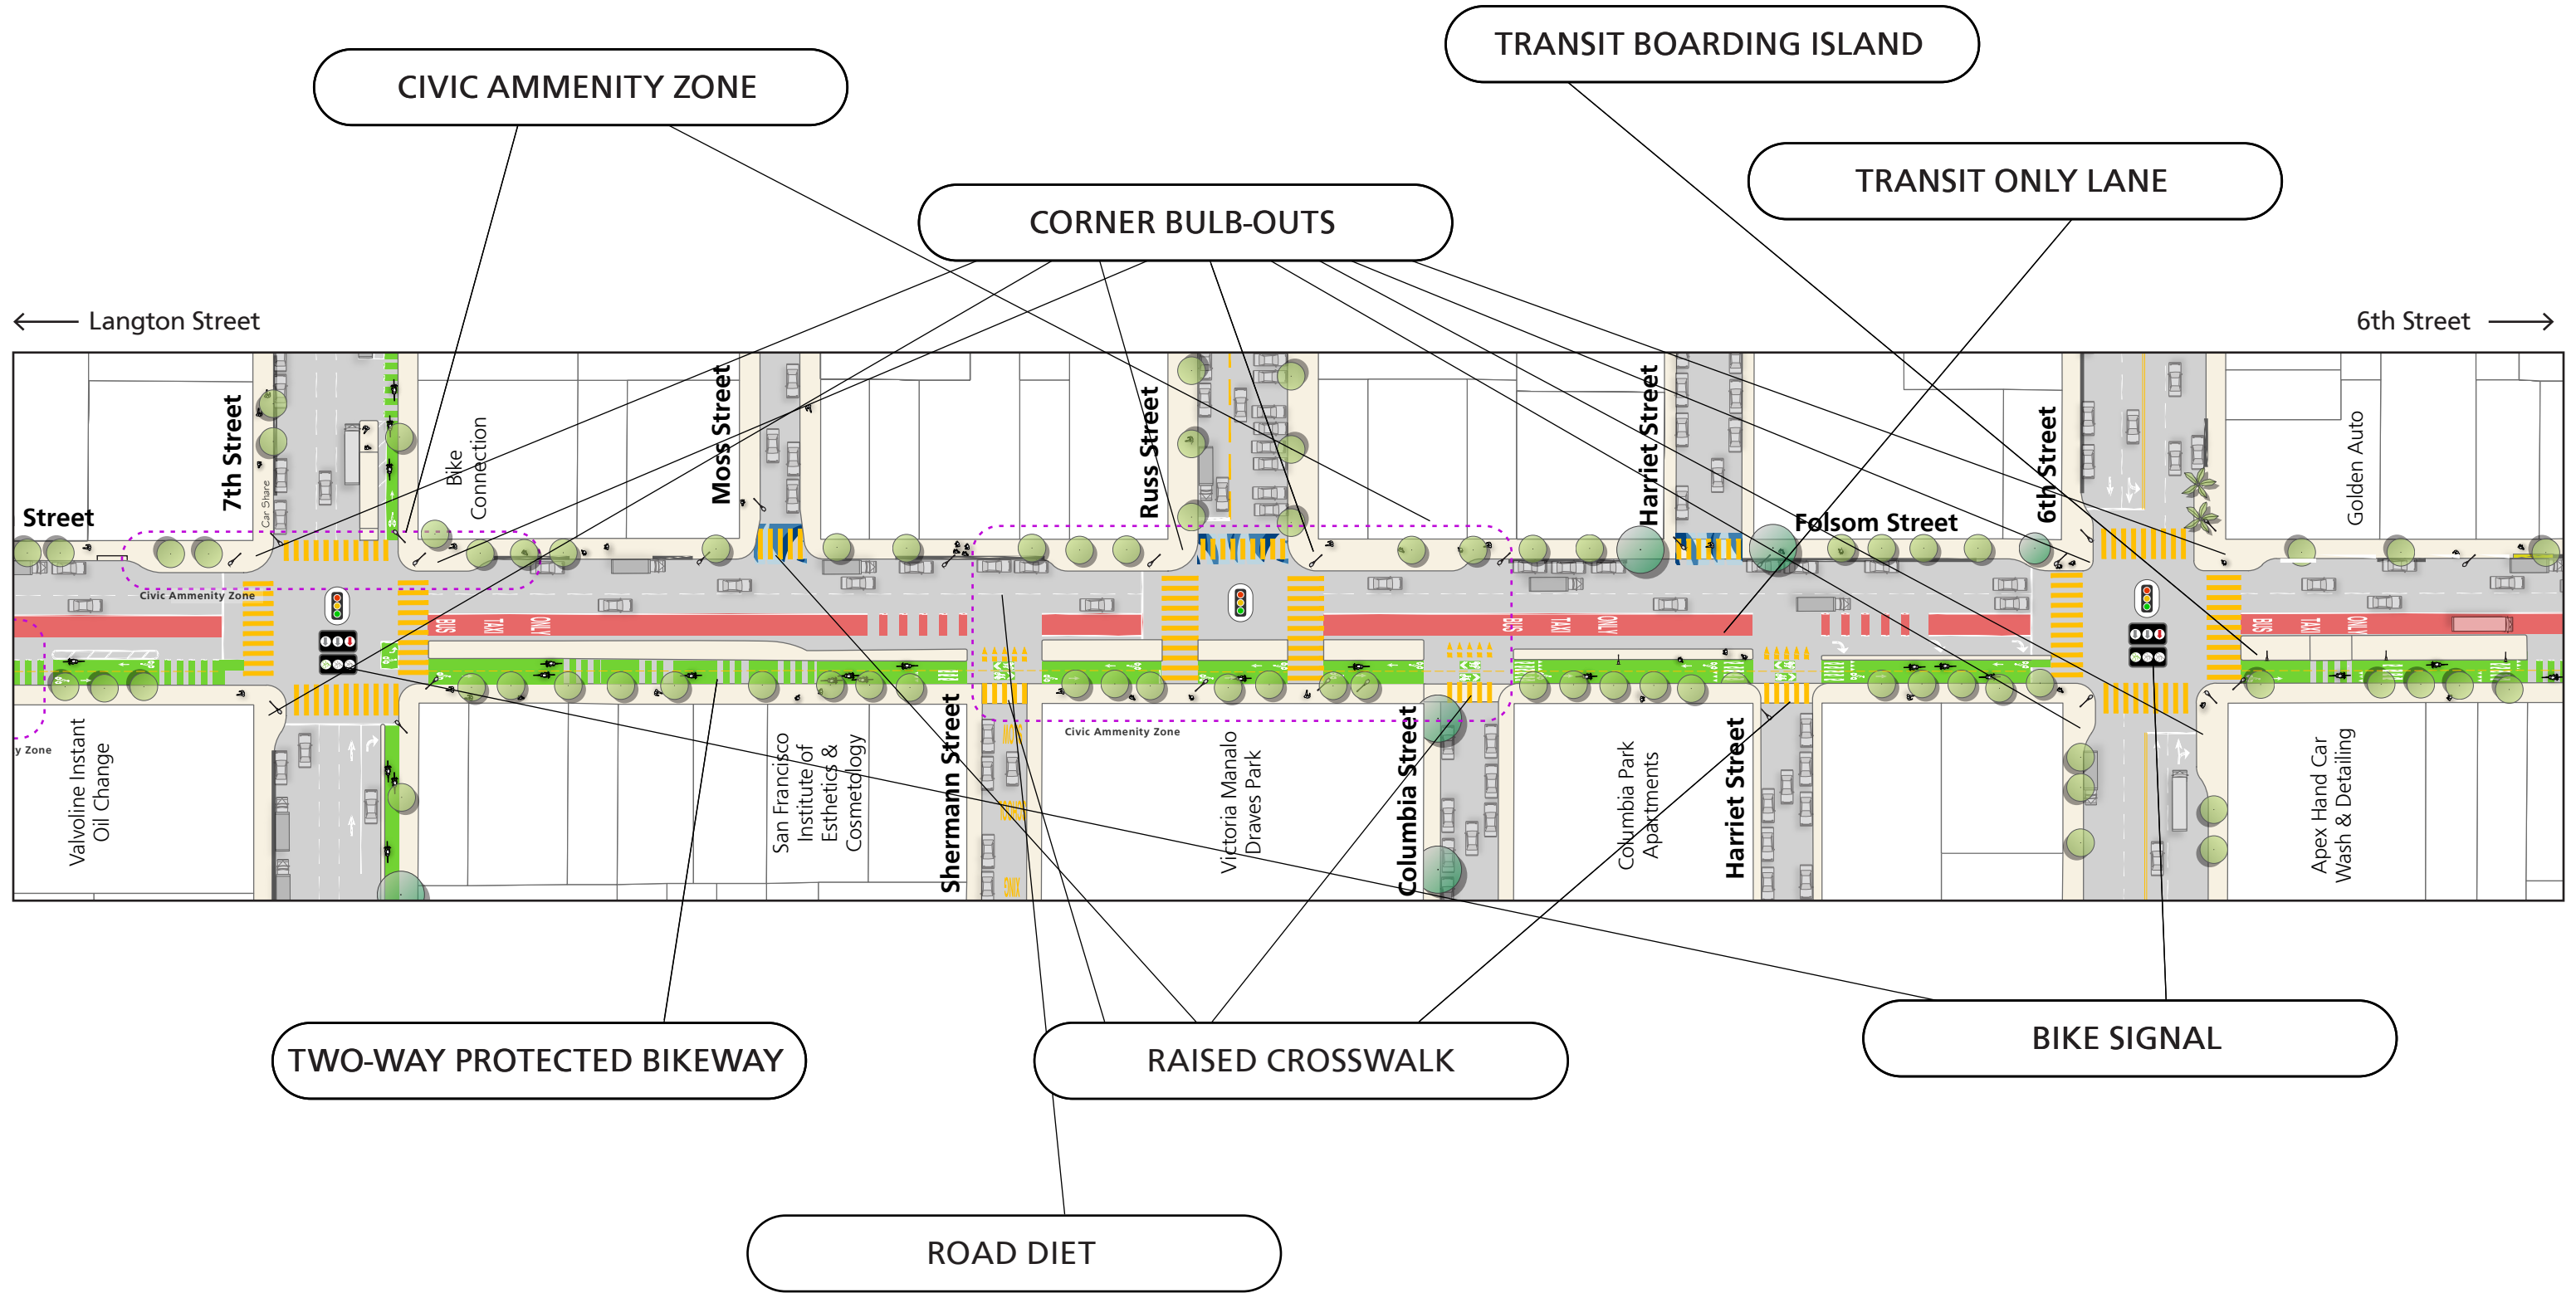 TRANSIT BOARDING ISLAND
CIVIC AMMENITY ZONE
TRANSIT ONLY LANE
CORNER BULB-OUTS
Langton Street
6th Street
7th Street
Car Share
Bike
Connection
Moss Street
Russ Street
Harriet Street
6th Street
Golden Auto
Street
Folsom Street
Civic Ammenity Zone
BUS
TAXI
ONLY
BUS
TAXI
ONLY
BUS
TAXI
ONLY
y Zone
Valvoline Instant
Oil Change
San Francisco
Institute of
Esthetics &
Cosmetology
Shermann Street
Civic Ammenity Zone
Victoria Manalo
Draves Park
Columbia Street
Columbia Park
Apartments
Harriet Street
Apex Hand Car
Wash & Detailing
TWO-WAY PROTECTED BIKEWAY
RAISED CROSSWALK
BIKE SIGNAL
ROAD DIET